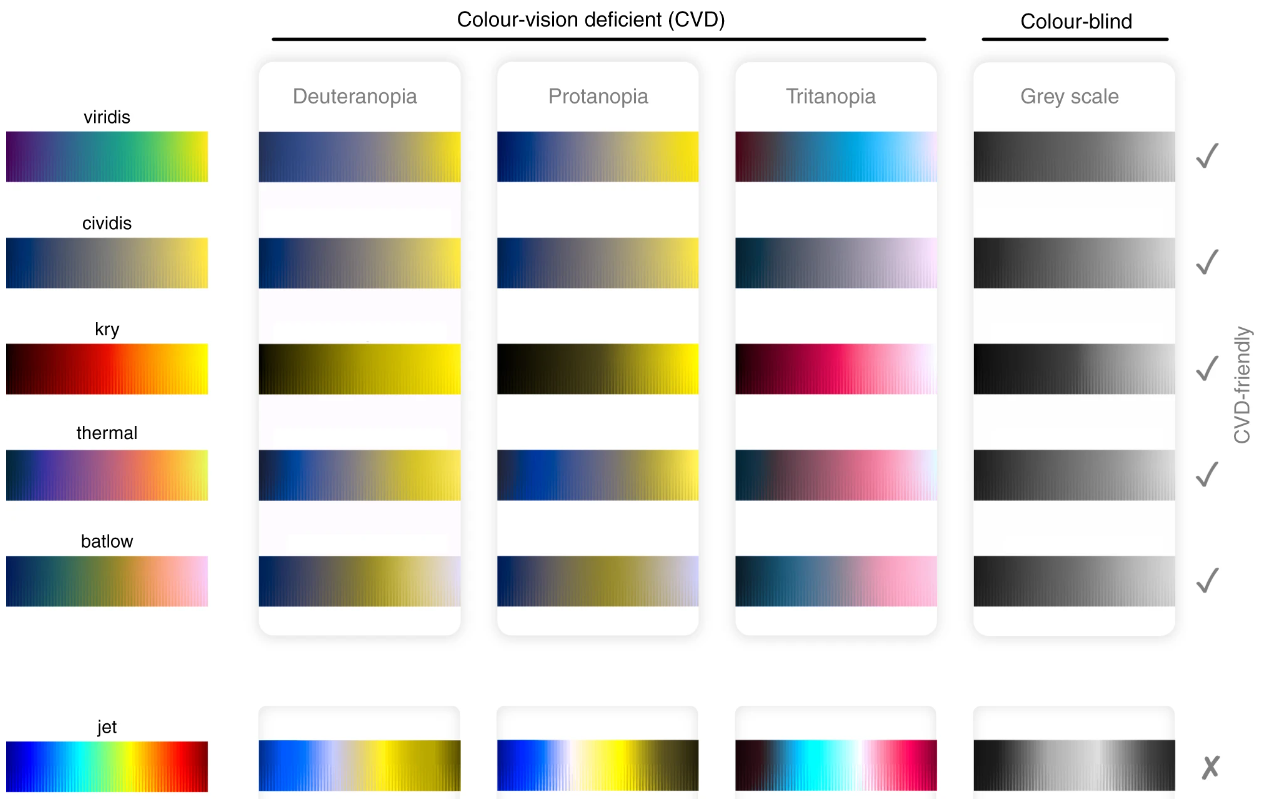 Colour-vision deficient (CVD)
Colour-blind
Deuteranopia
Protanopia
Tritanopia
Grey scale
viridis
cividis
kry
thermal
batlow
CVD-friendly
jet